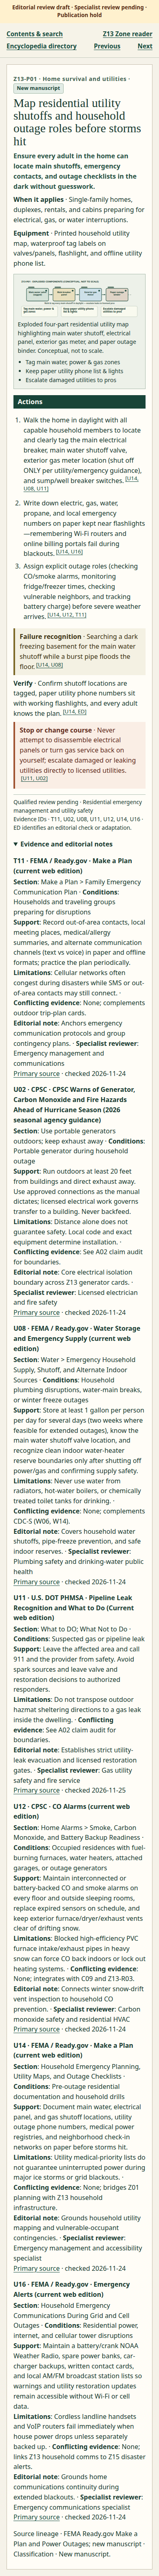 Editorial review draft · Specialist review pending ·
Publication hold
Contents & search
Z13 Zone reader
Encyclopedia directory
Previous
Next
Z13-P01 · Home survival and utilities ·
New manuscript
Map residential utility
shutoffs and household
outage roles before storms
hit
Ensure every adult in the home can
locate main shutoffs, emergency
contacts, and outage checklists in the
dark without guesswork.
When it applies · Single-family homes,
duplexes, rentals, and cabins preparing for
electrical, gas, or water interruptions.
Equipment · Printed household utility
map, waterproof tag labels on
valves/panels, flashlight, and offline utility
phone list.
Exploded four-part residential utility map
highlighting main water shutoff, electrical
panel, exterior gas meter, and paper outage
binder. Conceptual, not to scale.
• Tag main water, power & gas zones
• Keep paper utility phone list & lights
• Escalate damaged utilities to pros
Actions
1. Walk the home in daylight with all
capable household members to locate
and clearly tag the main electrical
breaker, main water shutoff valve,
exterior gas meter location (shut off
ONLY per utility/emergency guidance),
and sump/well breaker switches. [U14,
U08, U11]
2. Write down electric, gas, water,
propane, and local emergency
numbers on paper kept near flashlights
—remembering Wi-Fi routers and
online billing portals fail during
blackouts. [U14, U16]
3. Assign explicit outage roles (checking
CO/smoke alarms, monitoring
fridge/freezer times, checking
vulnerable neighbors, and tracking
battery charge) before severe weather
arrives. [U14, U12, T11]
Failure recognition · Searching a dark
freezing basement for the main water
shutoff while a burst pipe floods the
floor. [U14, U08]
Verify · Confirm shutoff locations are
tagged, paper utility phone numbers sit
with working flashlights, and every adult
knows the plan. [U14, ED]
Stop or change course · Never
attempt to disassemble electrical
panels or turn gas service back on
yourself; escalate damaged or leaking
utilities directly to licensed utilities.
[U11, U02]
Qualified review pending · Residential emergency
management and utility safety
Evidence IDs · T11, U02, U08, U11, U12, U14, U16 ·
ED identifies an editorial check or adaptation.
▼ Evidence and editorial notes
T11 · FEMA / Ready.gov · Make a Plan
(current web edition)
Section: Make a Plan > Family Emergency
Communication Plan · Conditions:
Households and traveling groups
preparing for disruptions
Support: Record out-of-area contacts, local
meeting places, medical/allergy
summaries, and alternate communication
channels (text vs voice) in paper and offline
formats; practice the plan periodically.
Limitations: Cellular networks often
congest during disasters while SMS or out-
of-area contacts may still connect. ·
Conflicting evidence: None; complements
outdoor trip-plan cards.
Editorial note: Anchors emergency
communication protocols and group
contingency plans. · Specialist reviewer:
Emergency management and
communications
Primary source · checked 2026-11-24
U02 · CPSC · CPSC Warns of Generator,
Carbon Monoxide and Fire Hazards
Ahead of Hurricane Season (2026
seasonal agency guidance)
Section: Use portable generators
outdoors; keep exhaust away · Conditions:
Portable generator during household
outage
Support: Run outdoors at least 20 feet
from buildings and direct exhaust away.
Use approved connections as the manual
dictates; licensed electrical work governs
transfer to a building. Never backfeed.
Limitations: Distance alone does not
guarantee safety. Local code and exact
equipment determine installation. ·
Conflicting evidence: See A02 claim audit
for boundaries.
Editorial note: Core electrical isolation
boundary across Z13 generator cards. ·
Specialist reviewer: Licensed electrician
and fire safety
Primary source · checked 2026-11-24
U08 · FEMA / Ready.gov · Water Storage
and Emergency Supply (current web
edition)
Section: Water > Emergency Household
Supply, Shutoff, and Alternate Indoor
Sources · Conditions: Household
plumbing disruptions, water-main breaks,
or winter freeze outages
Support: Store at least 1 gallon per person
per day for several days (two weeks where
feasible for extended outages), know the
main water shutoff valve location, and
recognize clean indoor water-heater
reserve boundaries only after shutting off
power/gas and confirming supply safety.
Limitations: Never use water from
radiators, hot-water boilers, or chemically
treated toilet tanks for drinking. ·
Conflicting evidence: None; complements
CDC-S (W06, W14).
Editorial note: Covers household water
shutoffs, pipe-freeze prevention, and safe
indoor reserves. · Specialist reviewer:
Plumbing safety and drinking-water public
health
Primary source · checked 2026-11-24
U11 · U.S. DOT PHMSA · Pipeline Leak
Recognition and What to Do (Current
web edition)
Section: What to DO; What Not to Do ·
Conditions: Suspected gas or pipeline leak
Support: Leave the affected area and call
911 and the provider from safety. Avoid
spark sources and leave valve and
restoration decisions to authorized
responders.
Limitations: Do not transpose outdoor
hazmat sheltering directions to a gas leak
inside the dwelling. · Conflicting
evidence: See A02 claim audit for
boundaries.
Editorial note: Establishes strict utility-
leak evacuation and licensed restoration
gates. · Specialist reviewer: Gas utility
safety and fire service
Primary source · checked 2026-11-25
U12 · CPSC · CO Alarms (current web
edition)
Section: Home Alarms > Smoke, Carbon
Monoxide, and Battery Backup Readiness ·
Conditions: Occupied residences with fuel-
burning furnaces, water heaters, attached
garages, or outage generators
Support: Maintain interconnected or
battery-backed CO and smoke alarms on
every floor and outside sleeping rooms,
replace expired sensors on schedule, and
keep exterior furnace/dryer/exhaust vents
clear of drifting snow.
Limitations: Blocked high-efficiency PVC
furnace intake/exhaust pipes in heavy
snow can force CO back indoors or lock out
heating systems. · Conflicting evidence:
None; integrates with C09 and Z13-R03.
Editorial note: Connects winter snow-drift
vent inspection to household CO
prevention. · Specialist reviewer: Carbon
monoxide safety and residential HVAC
Primary source · checked 2026-11-24
U14 · FEMA / Ready.gov · Make a Plan
(current web edition)
Section: Household Emergency Planning,
Utility Maps, and Outage Checklists ·
Conditions: Pre-outage residential
documentation and household drills
Support: Document main water, electrical
panel, and gas shutoff locations, utility
outage phone numbers, medical power
registries, and neighborhood check-in
networks on paper before storms hit.
Limitations: Utility medical-priority lists do
not guarantee uninterrupted power during
major ice storms or grid blackouts. ·
Conflicting evidence: None; bridges Z01
planning with Z13 household
infrastructure.
Editorial note: Grounds household utility
mapping and vulnerable-occupant
contingencies. · Specialist reviewer:
Emergency management and accessibility
specialist
Primary source · checked 2026-11-24
U16 · FEMA / Ready.gov · Emergency
Alerts (current web edition)
Section: Household Emergency
Communications During Grid and Cell
Outages · Conditions: Residential power,
internet, and cellular tower disruptions
Support: Maintain a battery/crank NOAA
Weather Radio, spare power banks, car-
charger backups, written contact cards,
and local AM/FM broadcast station lists so
warnings and utility restoration updates
remain accessible without Wi-Fi or cell
data.
Limitations: Cordless landline handsets
and VoIP routers fail immediately when
house power drops unless separately
backed up. · Conflicting evidence: None;
links Z13 household comms to Z15 disaster
alerts.
Editorial note: Grounds home
communications continuity during
extended blackouts. · Specialist reviewer:
Emergency communications specialist
Primary source · checked 2026-11-24
Source lineage · FEMA Ready.gov Make a
Plan and Power Outages; new manuscript ·
Classification · New manuscript.